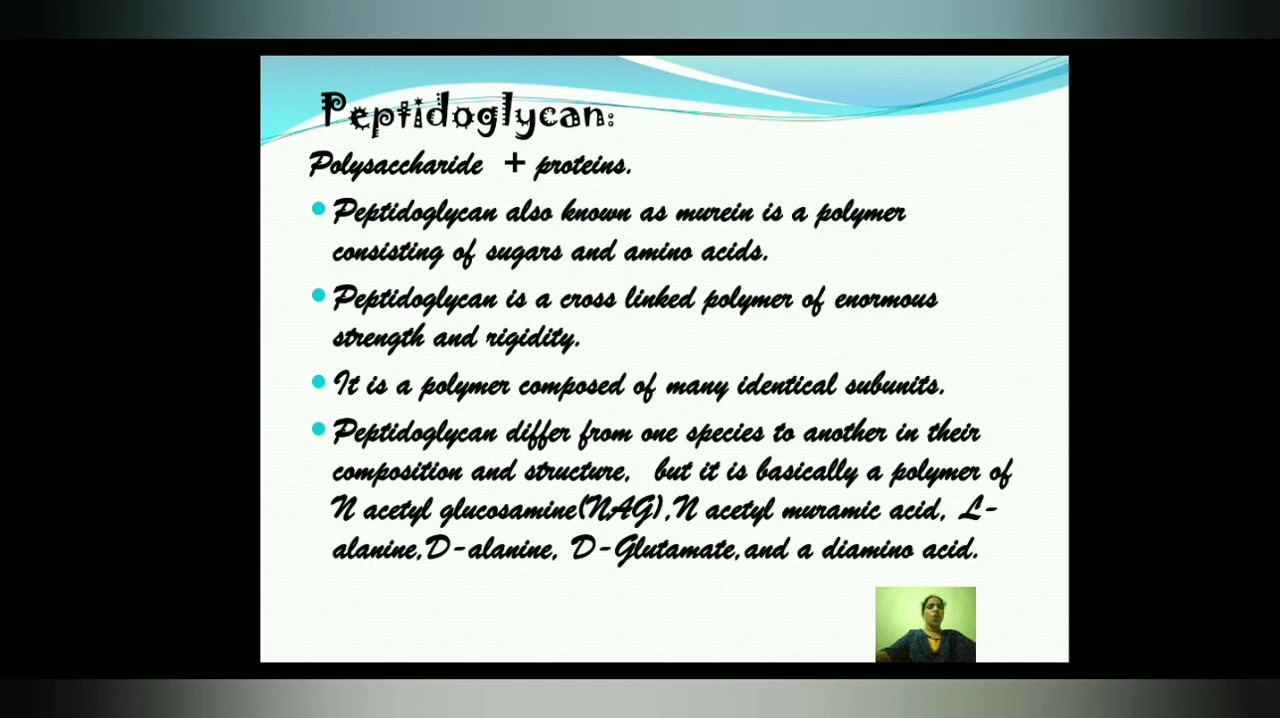 Peptidoglycan:
Polysaccharide + proteins.
Peptidoglycan also known as murein is a polymer
consisting of sugars and amino acids.
Peptidoglycan is a cross linked polymer of enormous
strength and rigidity.
It is a polymer composed of many identical subunits.
Peptidoglycan differ from one species to another in their
composition and structure, but it is basically a polymer of
N acetyl glucosamine(NAG),N acetyl muramic acid, L-
alanine,D-alanine, D-Glutamate,and a diamino acid.